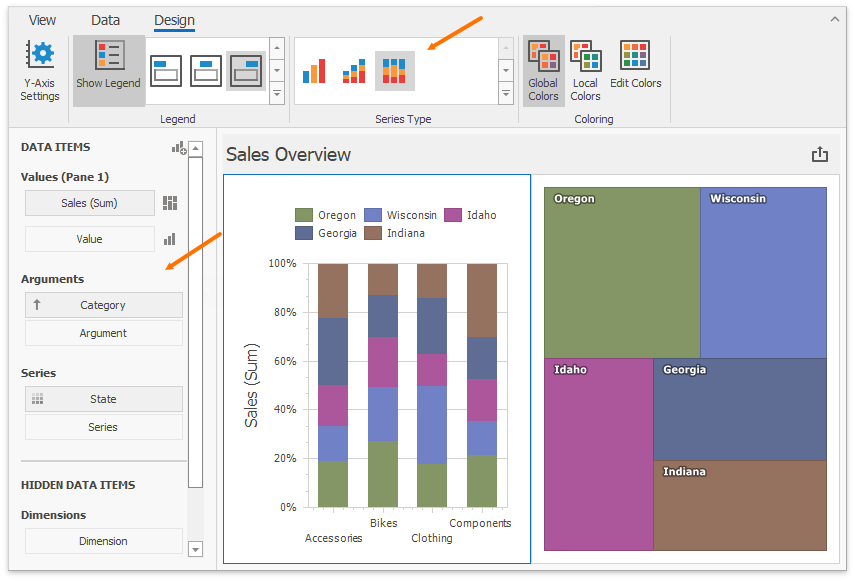 View Data Design
Y-Axis
Settings
Show Legend
Global
Colors
Local
Colors
Edit Colors
Legend
Series Type
Coloring
DATA ITEMS
Values (Pane 1)
Sales (Sum)
Value
Arguments
Category
Argument
Series
State
Series
HIDDEN DATA ITEMS
Dimensions
Dimension
Sales Overview
Oregon Wisconsin Idaho
Georgia Indiana
100%
80%
60%
40%
20%
0%
Sales (Sum)
Bikes Components
Accessories Clothing
Oregon
Wisconsin
Idaho
Georgia
Indiana